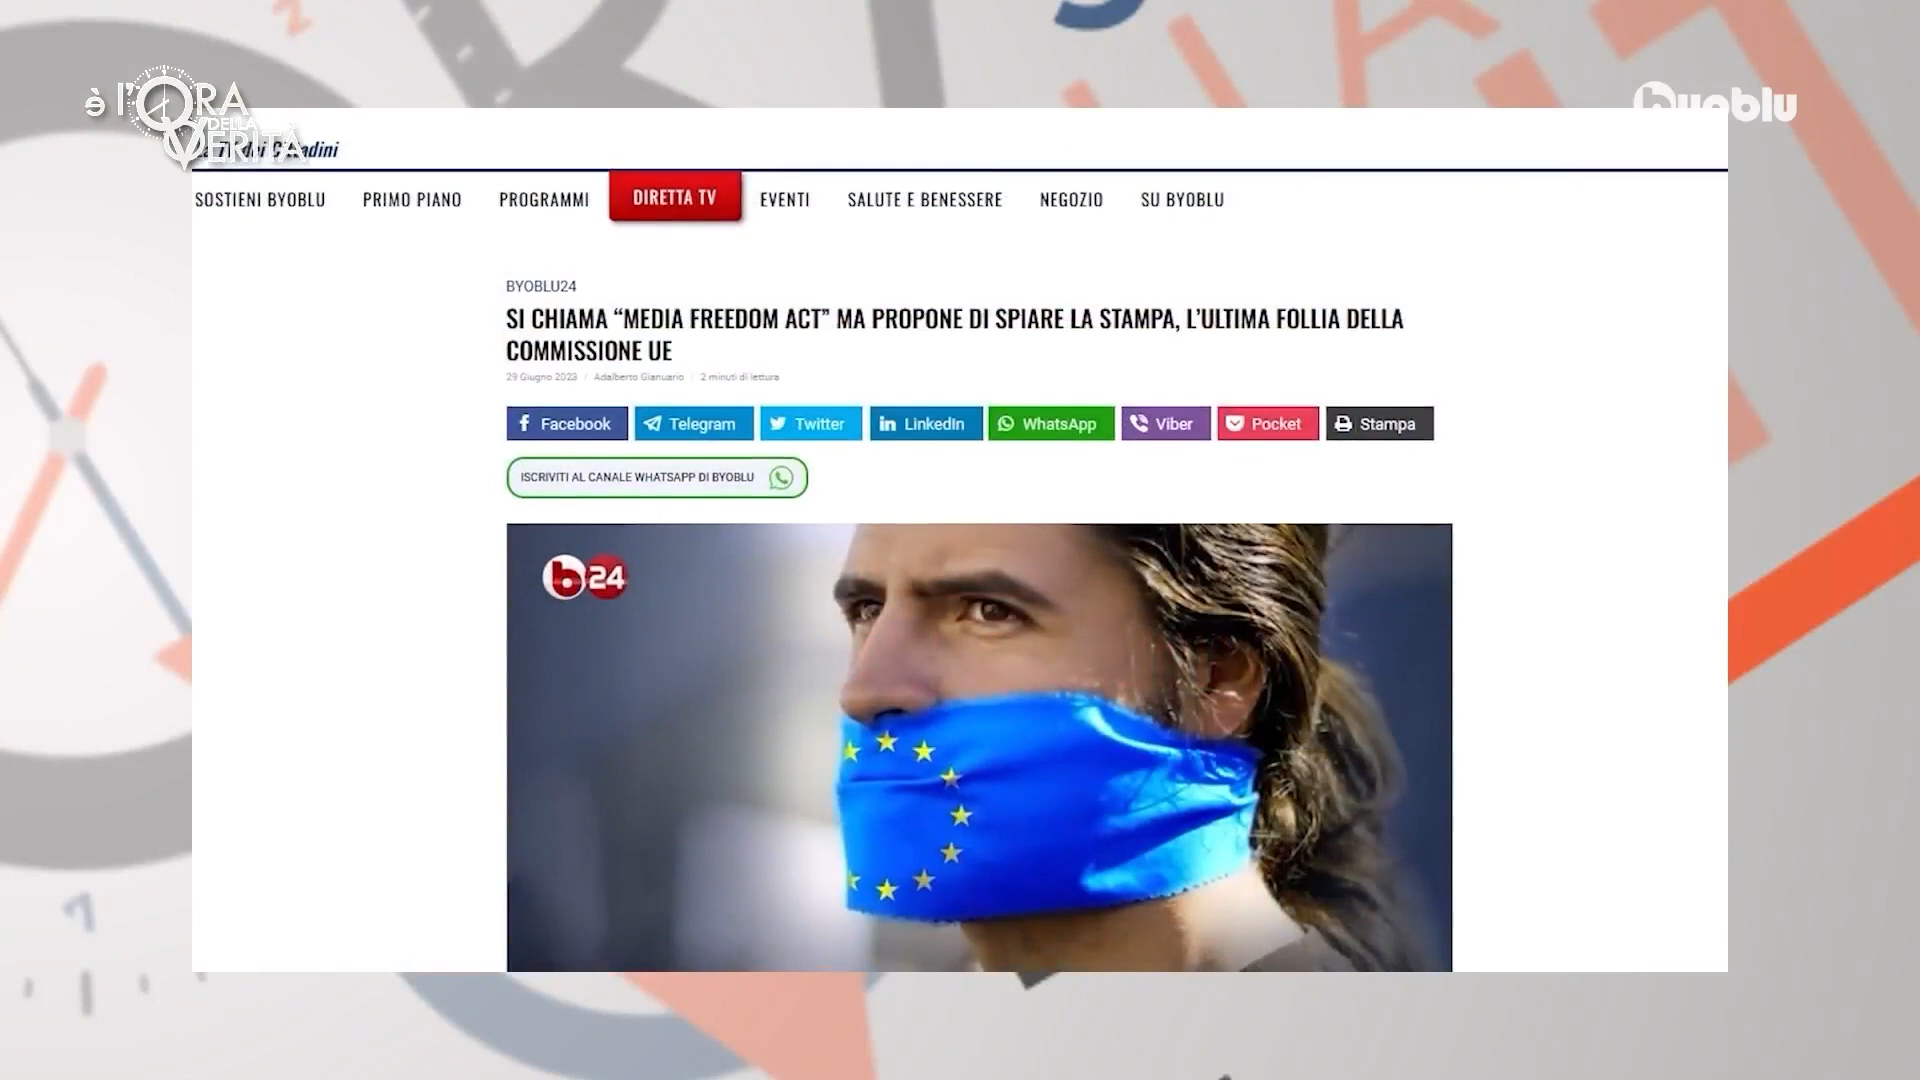 è l'ORA
DELLA
VERITÀ
byoblu
SOSTIENI BYOBLU PRIMO PIANO PROGRAMMI DIRETTA TV EVENTI SALUTE E BENESSERE NEGOZIO SU BYOBLU
BYOBLU24
SI CHIAMA “MEDIA FREEDOM ACT” MA PROPONE DI SPIARE LA STAMPA, L’ULTIMA FOLLIA DELLA
COMMISSIONE UE
29 Giugno 2023 / Adalberto Gianuario / 2 minuti di lettura
Facebook Telegram Twitter LinkedIn WhatsApp Viber Pocket Stampa
ISCRIVITI AL CANALE WHATSAPP DI BYOBLU
b24